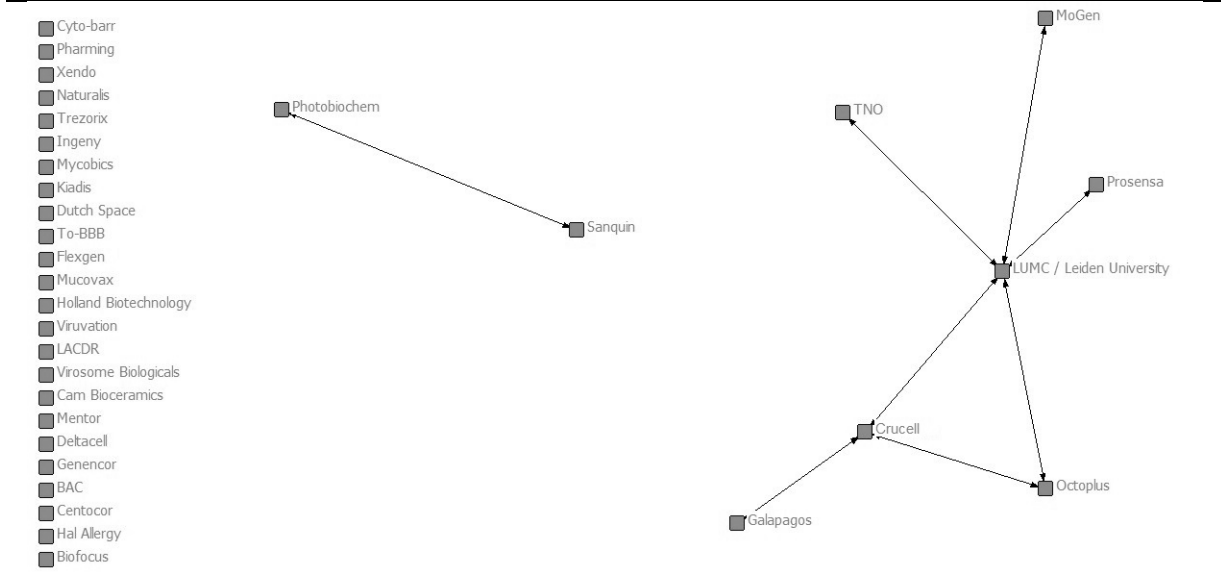 Cyto-barr
Pharming
Xendo
Naturalis
Trezorix
Ingeny
Mycobics
Kiadis
Dutch Space
To-BBB
Flexgen
Mucovax
Holland Biotechnology
Viruvation
LACDR
Virosome Biologicals
Cam Bioceramics
Mentor
Deltacell
Genencor
BAC
Centocor
Hal Allergy
Biofocus
Photobiochem
Sanquin
MoGen
TNO
Prosensa
LUMC / Leiden University
Crucell
Octoplus
Galapagos